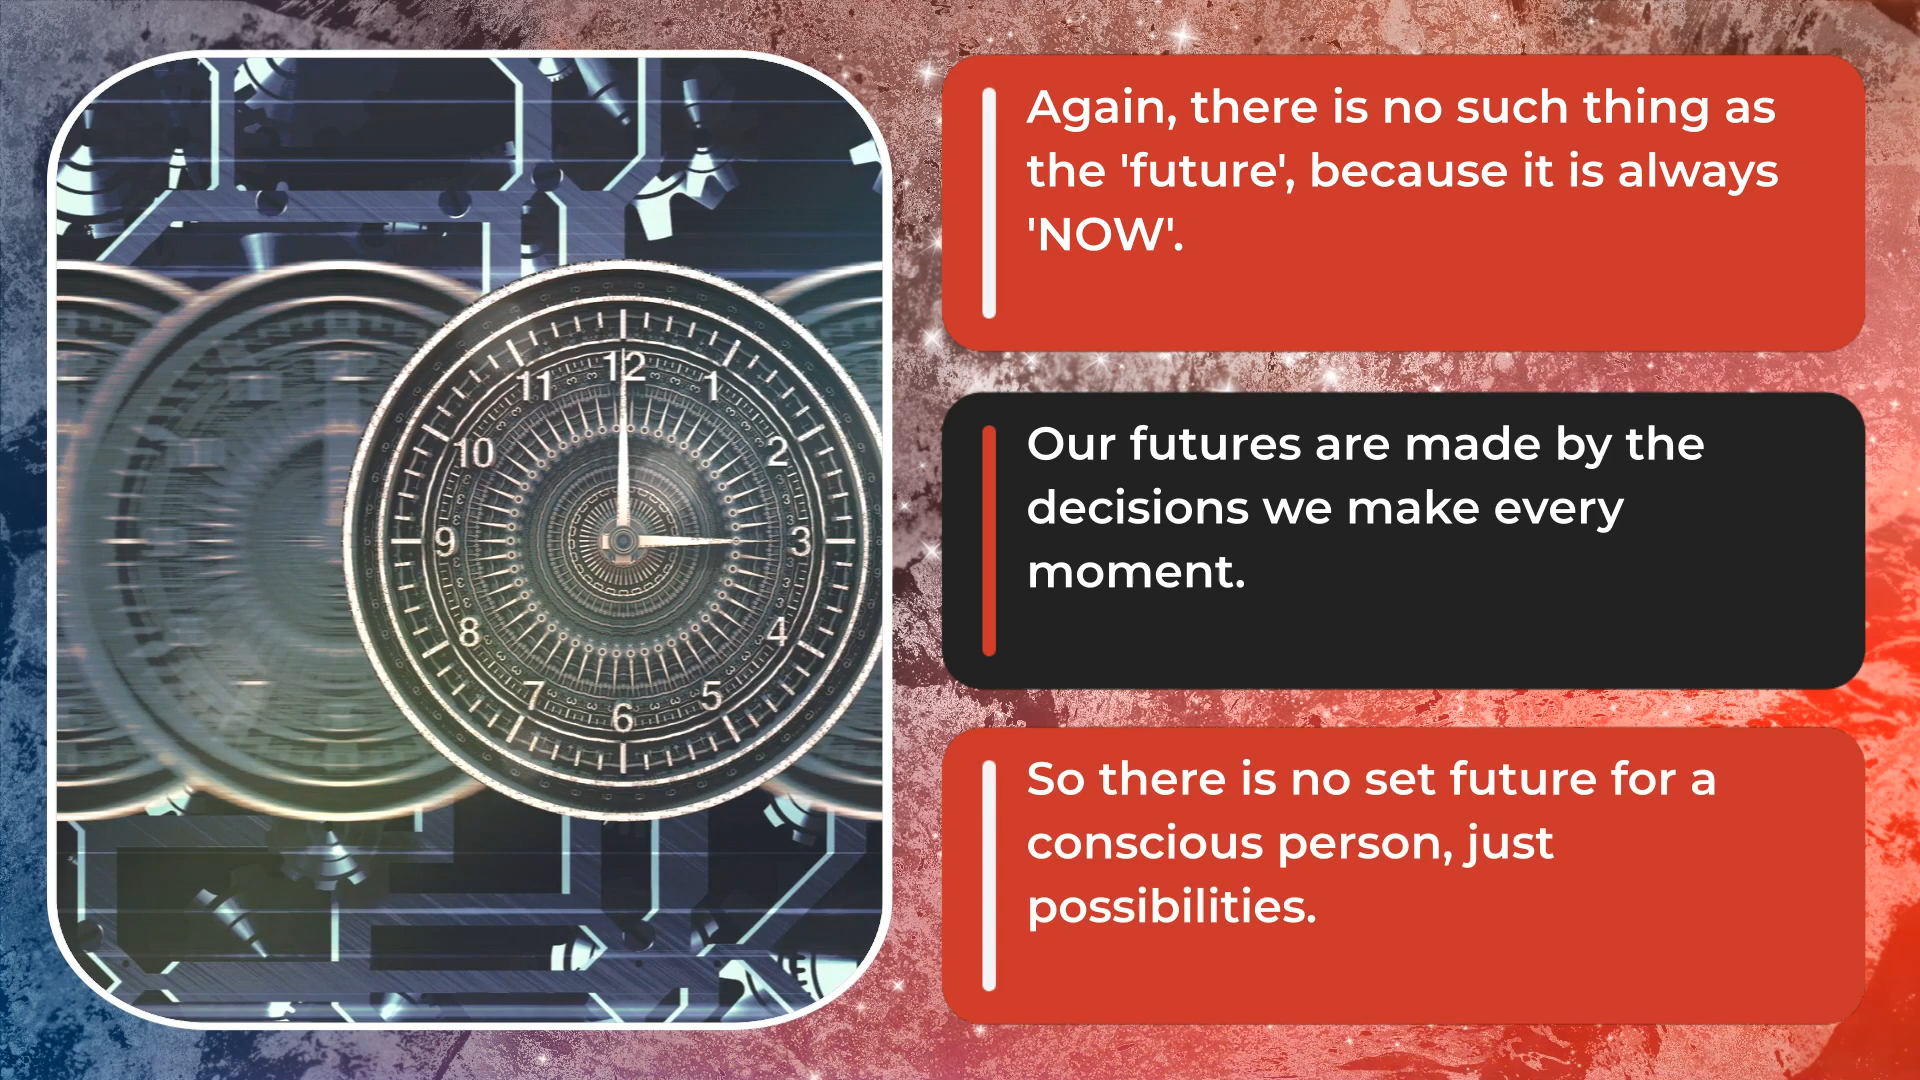 Again, there is no such thing as
the 'future', because it is always
'NOW'.
Our futures are made by the
decisions we make every
moment.
So there is no set future for a
conscious person, just
possibilities.
12
11
1
10
2
9
3
8
4
7
5
6